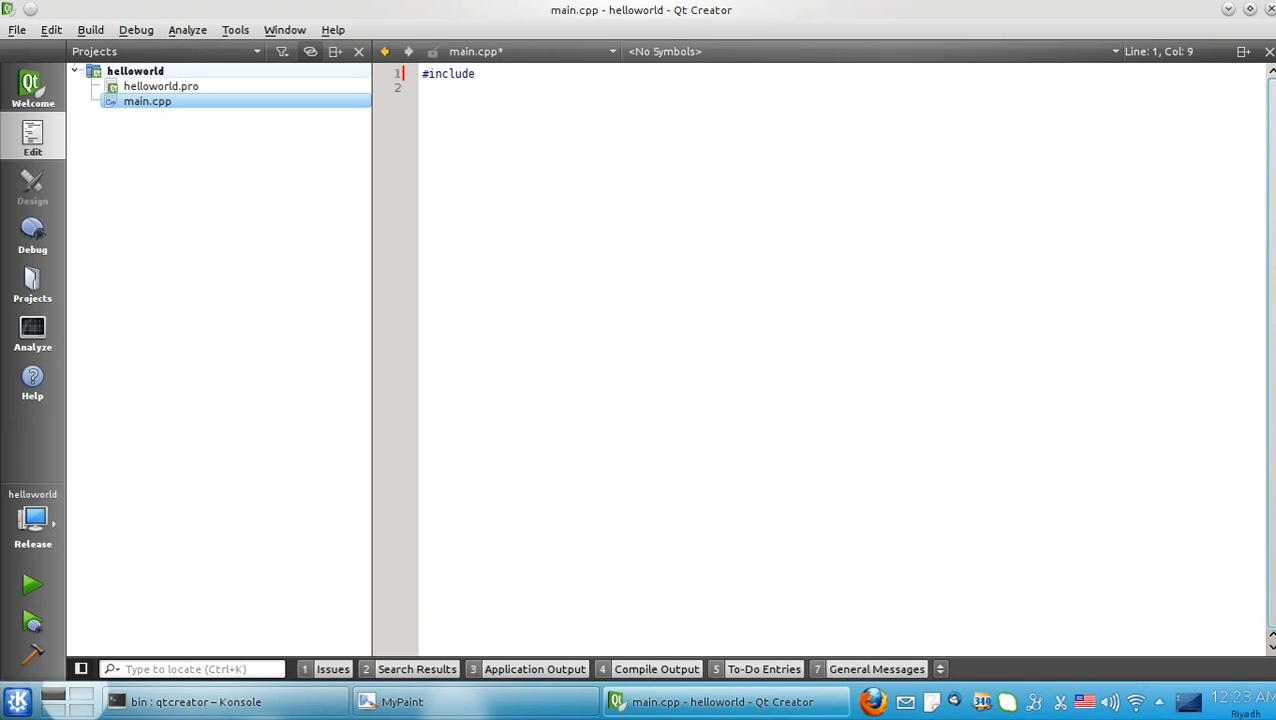 main.cpp - helloworld - Qt Creator
File Edit Build Debug Analyze Tools Window Help
Projects main.cpp* <No Symbols> Line: 1, Col: 9
helloworld
helloworld.pro
main.cpp
1 #include
2
Qt
Welcome
Edit
Design
Debug
Projects
Analyze
Help
helloworld
Release
Type to locate (Ctrl+K) 1 Issues 2 Search Results 3 Application Output 4 Compile Output 5 To-Do Entries 7 General Messages
bin : qtcreator – Konsole MyPaint main.cpp - helloworld - Qt Creator 340 12:23 AM
Riyadh